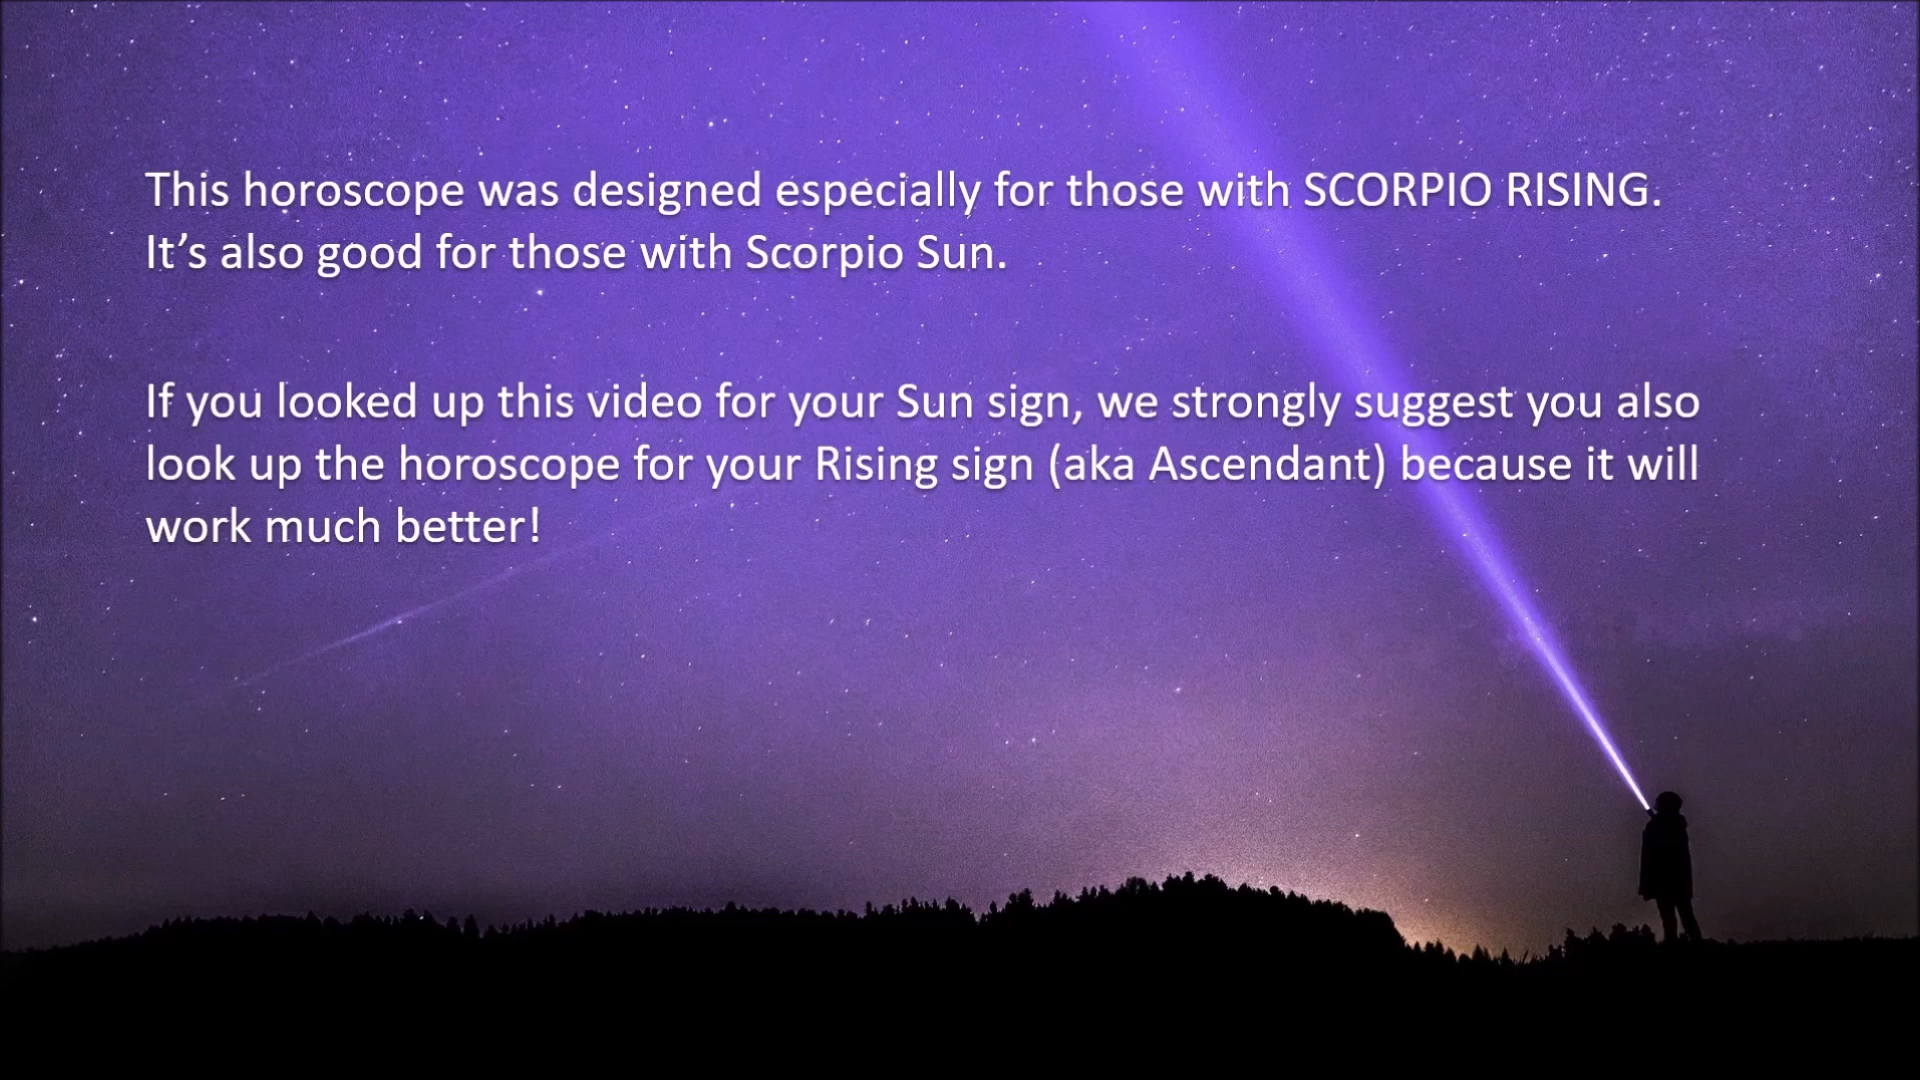 This horoscope was designed especially for those with SCORPIO RISING.
It’s also good for those with Scorpio Sun.
If you looked up this video for your Sun sign, we strongly suggest you also
look up the horoscope for your Rising sign (aka Ascendant) because it will
work much better!